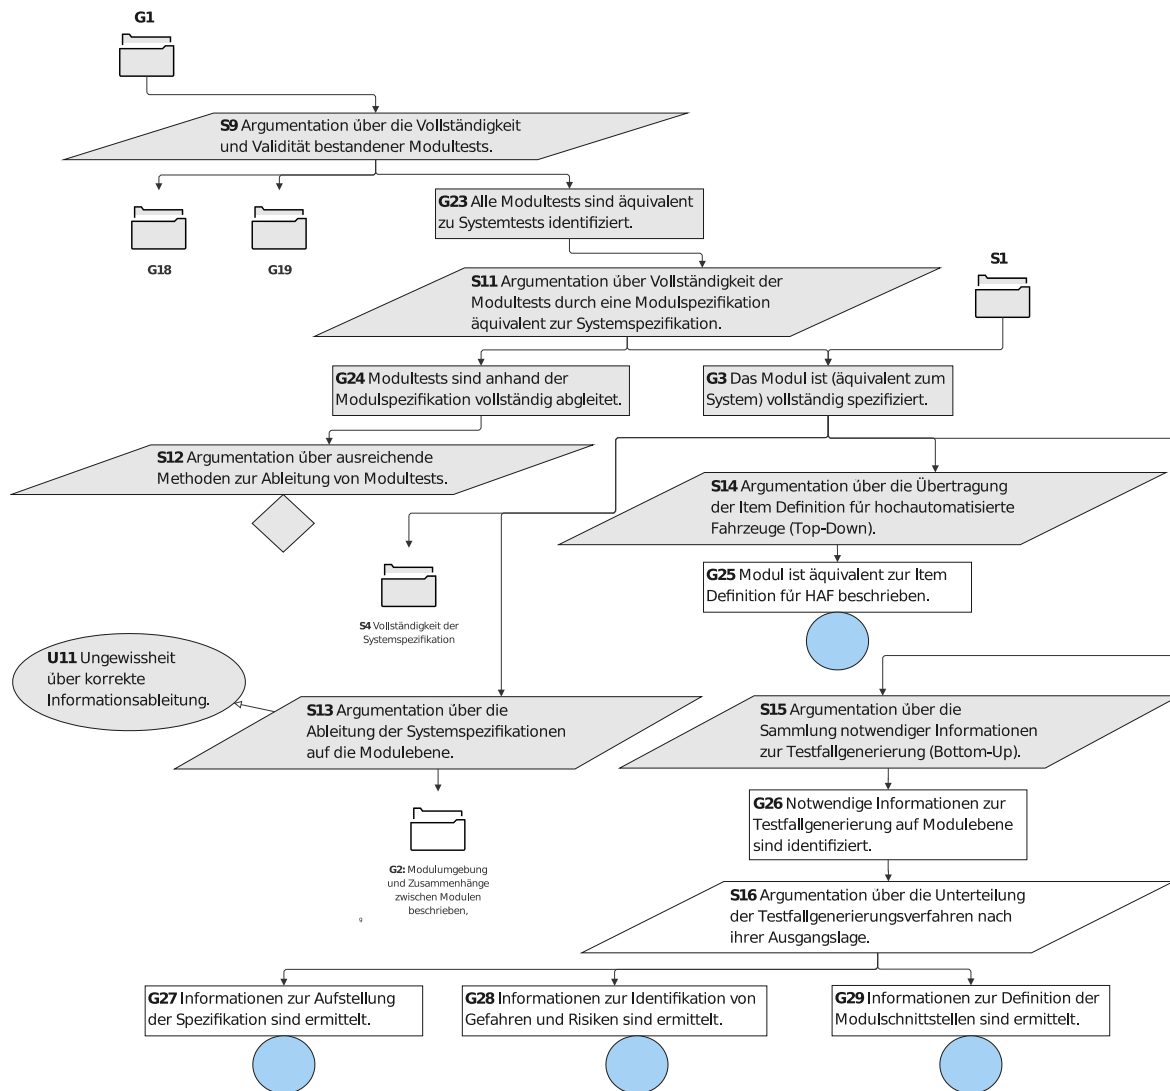 G1
S9 Argumentation über die Vollständigkeit
und Validität bestandener Modultests.
G18
G19
G23 Alle Modultests sind äquivalent
zu Systemtests identifiziert.
S11 Argumentation über Vollständigkeit der
Modultests durch eine Modulspezifikation
äquivalent zur Systemspezifikation.
S1
G24 Modultests sind anhand der
Modulspezifikation vollständig abgleitet.
G3 Das Modul ist (äquivalent zum
System) vollständig spezifiziert.
S12 Argumentation über ausreichende
Methoden zur Ableitung von Modultests.
S14 Argumentation über die Übertragung
der Item Definition für hochautomatisierte
Fahrzeuge (Top-Down).
G25 Modul ist äquivalent zur Item
Definition für HAF beschrieben.
S4 Vollständigkeit der
Systemspezifikation
U11 Ungewissheit
über korrekte
Informationsableitung.
S13 Argumentation über die
Ableitung der Systemspezifikationen
auf die Modulebene.
S15 Argumentation über die
Sammlung notwendiger Informationen
zur Testfallgenerierung (Bottom-Up).
G26 Notwendige Informationen zur
Testfallgenerierung auf Modulebene
sind identifiziert.
G2: Modulumgebung
und Zusammenhänge
zwischen Modulen
beschrieben,
g
S16 Argumentation über die Unterteilung
der Testfallgenerierungsverfahren nach
ihrer Ausgangslage.
G27 Informationen zur Aufstellung
der Spezifikation sind ermittelt.
G28 Informationen zur Identifikation von
Gefahren und Risiken sind ermittelt.
G29 Informationen zur Definition der
Modulschnittstellen sind ermittelt.